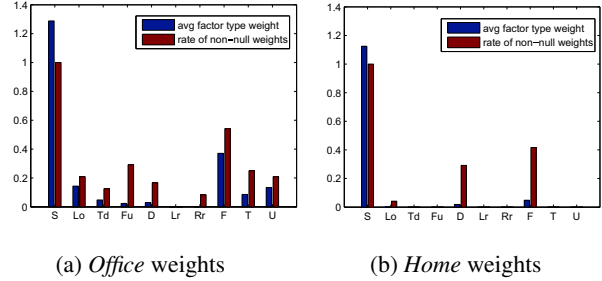 1.4
1.2
1
0.8
0.6
0.4
0.2
0
avg factor type weight
rate of non−null weights
S Lo Td Fu D Lr Rr F T U
(a) Office weights
1.4
1.2
1
0.8
0.6
0.4
0.2
0
avg factor type weight
rate of non−null weights
S Lo Td Fu D Lr Rr F T U
(b) Home weights